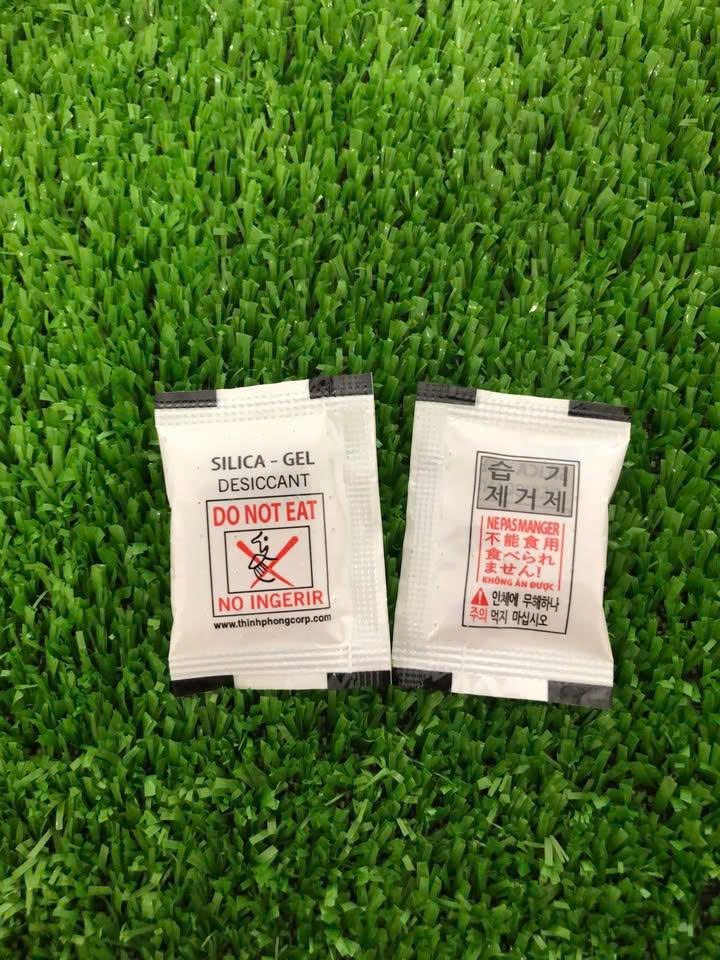 SILICA - GEL
DESICCANT
DO NOT EAT
NO INGERIR
www.thinhphongcorp.com
습 기
제 거 제
NE PAS MANGER
不能食用
食べられ
ません!
KHÔNG ĂN ĐƯỢC
인체에 무해하나
주의 먹지 마십시오